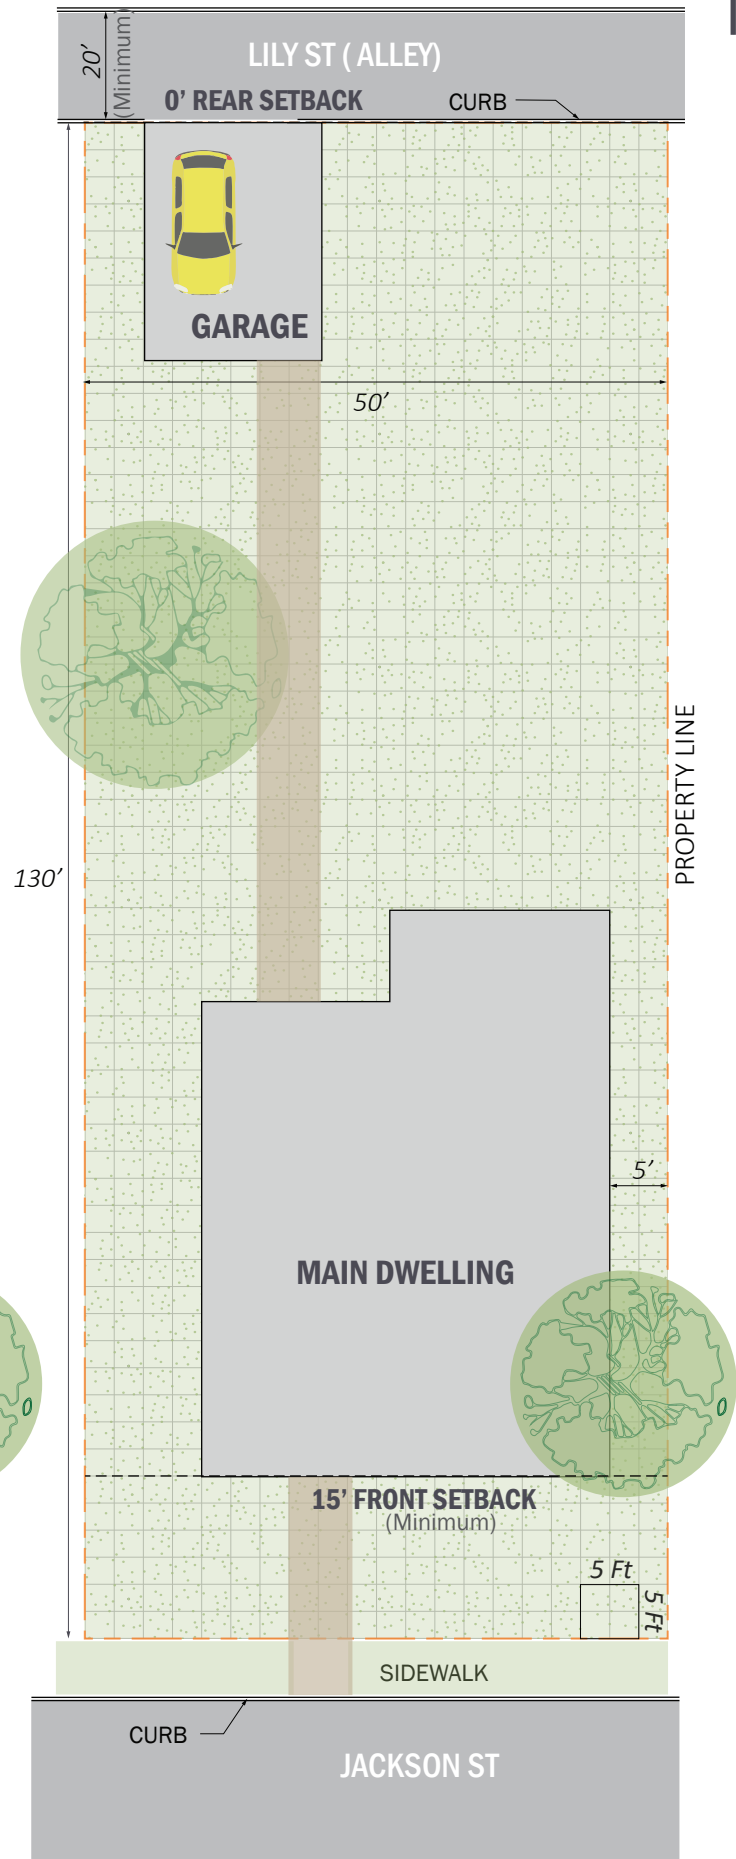 LILY ST ( ALLEY)
20’
(Minimum)
0’ REAR SETBACK
CURB
GARAGE
50’
PROPERTY LINE
130’
5’
MAIN DWELLING
15’ FRONT SETBACK
(Minimum)
5 Ft
5 Ft
SIDEWALK
CURB
JACKSON ST